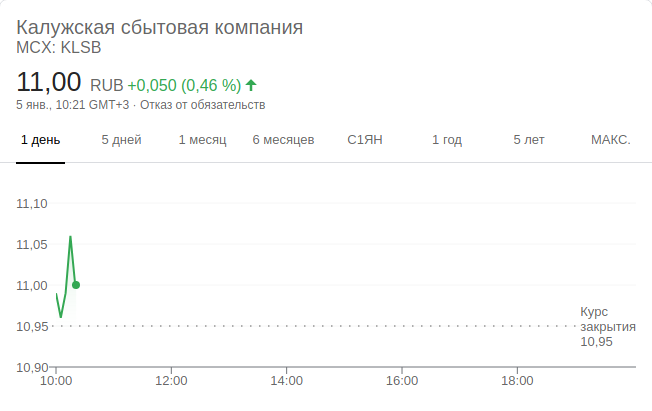 Калужская сбытовая компания
MCX: KLSB
11,00 RUB +0,050 (0,46 %)
5 янв., 10:21 GMT+3 · Отказ от обязательств
1 день 5 дней 1 месяц 6 месяцев С1ЯН 1 год 5 лет МАКС.
11,10
11,05
11,00
10,95
10,90
Курс
закрытия
10,95
10:00 12:00 14:00 16:00 18:00